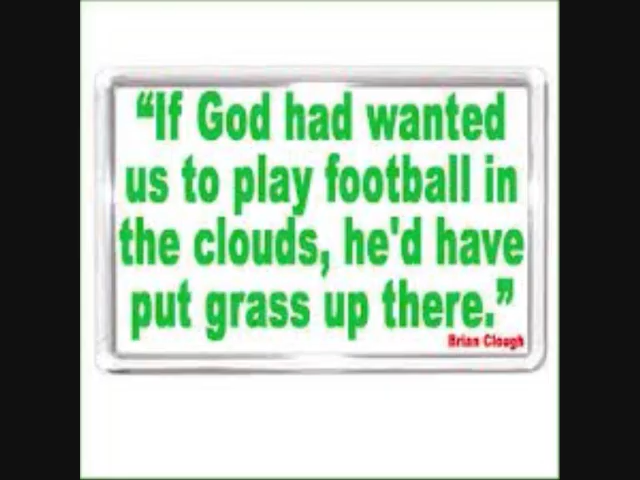 “If God had wanted
us to play football in
the clouds, he'd have
put grass up there.”
Brian Clough